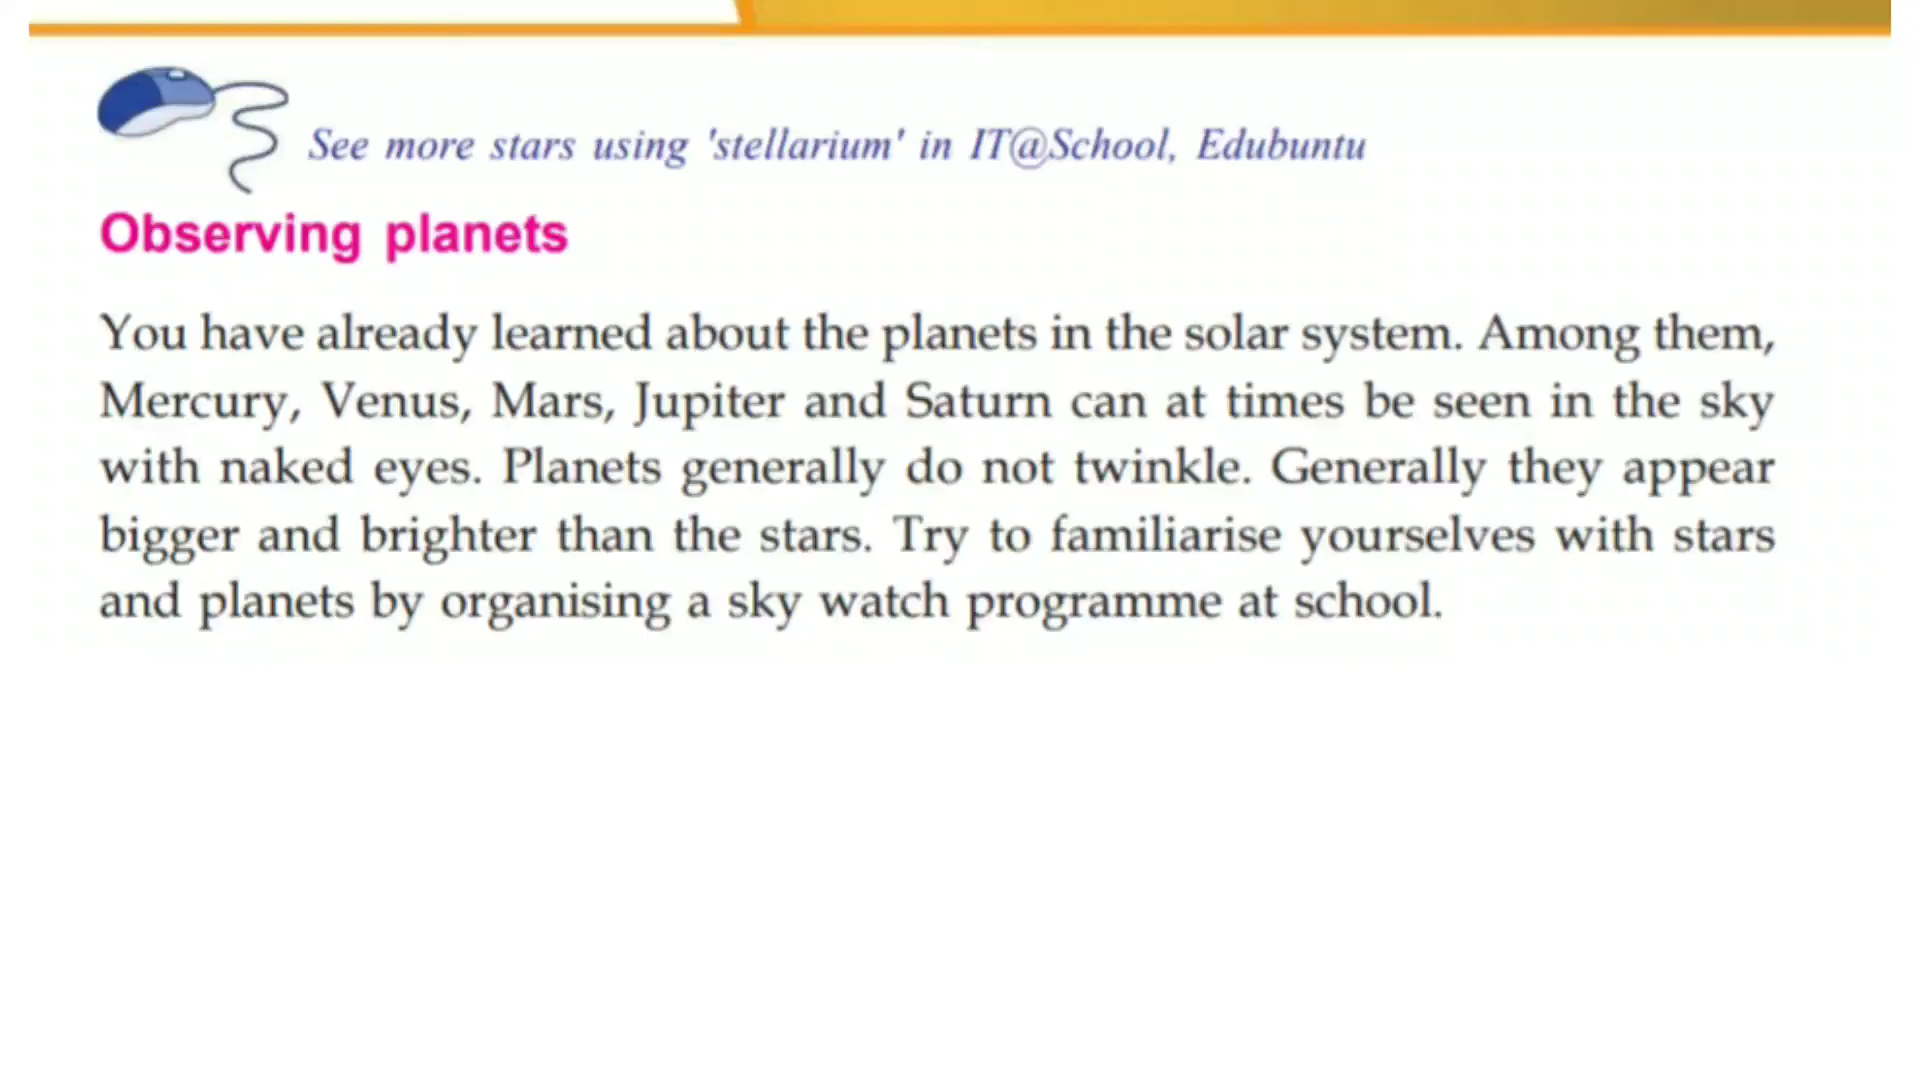 See more stars using 'stellarium' in IT@School, Edubuntu
Observing planets
You have already learned about the planets in the solar system. Among them,
Mercury, Venus, Mars, Jupiter and Saturn can at times be seen in the sky
with naked eyes. Planets generally do not twinkle. Generally they appear
bigger and brighter than the stars. Try to familiarise yourselves with stars
and planets by organising a sky watch programme at school.